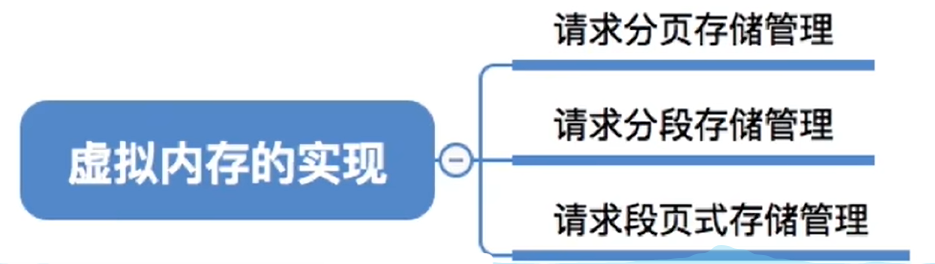 虚拟内存的实现
请求分页存储管理
请求分段存储管理
请求段页式存储管理